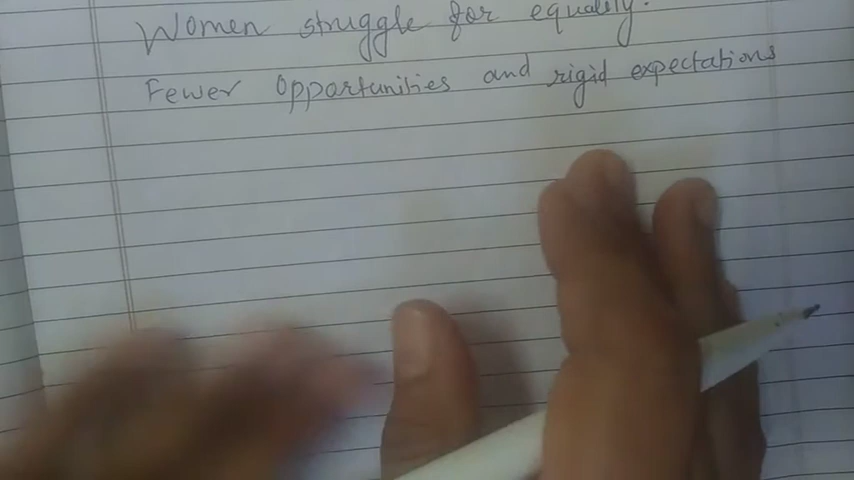 Women struggle for equality.
Fewer opportunities and rigid expectations